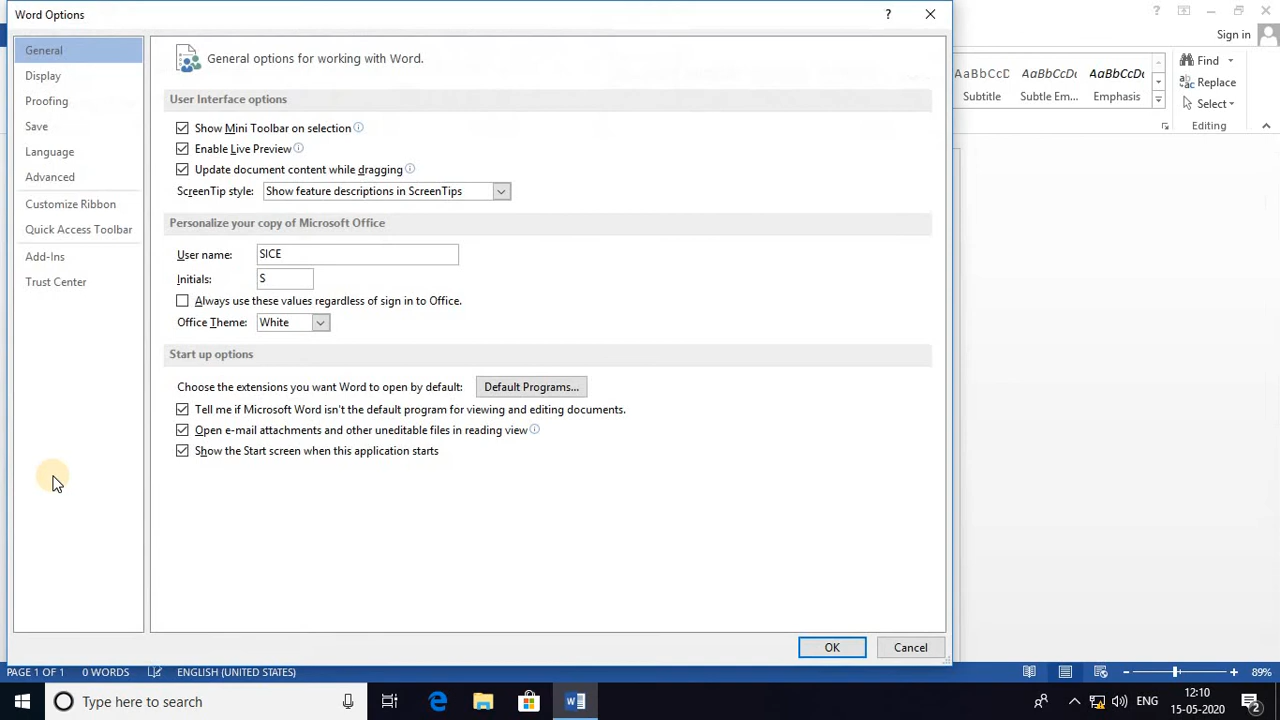 Word Options
?
Sign in
General
Display
Proofing
Save
Language
Advanced
Customize Ribbon
Quick Access Toolbar
Add-Ins
Trust Center
General options for working with Word.
User Interface options
Show Mini Toolbar on selection
Enable Live Preview
Update document content while dragging
ScreenTip style: Show feature descriptions in ScreenTips
Personalize your copy of Microsoft Office
User name: SICE
Initials: S
Always use these values regardless of sign in to Office.
Office Theme: White
Start up options
Choose the extensions you want Word to open by default: Default Programs...
Tell me if Microsoft Word isn't the default program for viewing and editing documents.
Open e-mail attachments and other uneditable files in reading view
Show the Start screen when this application starts
OK Cancel
?
AaBbCcD AaBbCcDc AaBbCcDc
Subtitle Subtle Em... Emphasis
Find
Replace
Select
Editing
PAGE 1 OF 1 0 WORDS ENGLISH (UNITED STATES) 89%
Type here to search
ENG
12:10
15-05-2020
2